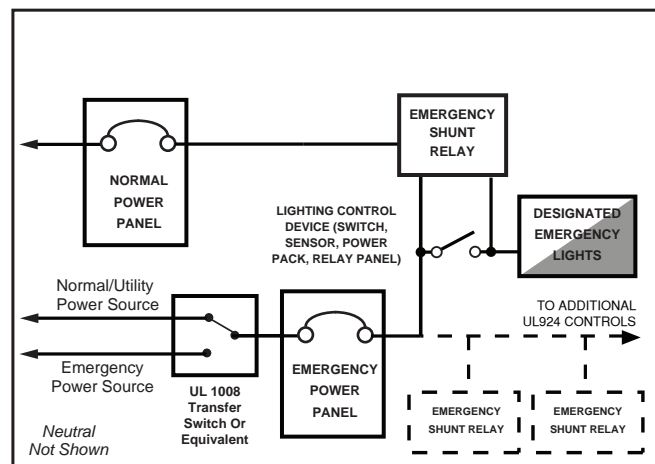 EMERGENCY
SHUNT
RELAY
NORMAL
POWER
PANEL
LIGHTING CONTROL
DEVICE (SWITCH,
SENSOR, POWER
PACK, RELAY PANEL)
DESIGNATED
EMERGENCY
LIGHTS
Normal/Utility
Power Source
Emergency
Power Source
UL 1008
Transfer
Switch Or
Equivalent
EMERGENCY
POWER
PANEL
TO ADDITIONAL
UL924 CONTROLS
EMERGENCY
SHUNT RELAY
EMERGENCY
SHUNT RELAY
Neutral
Not Shown